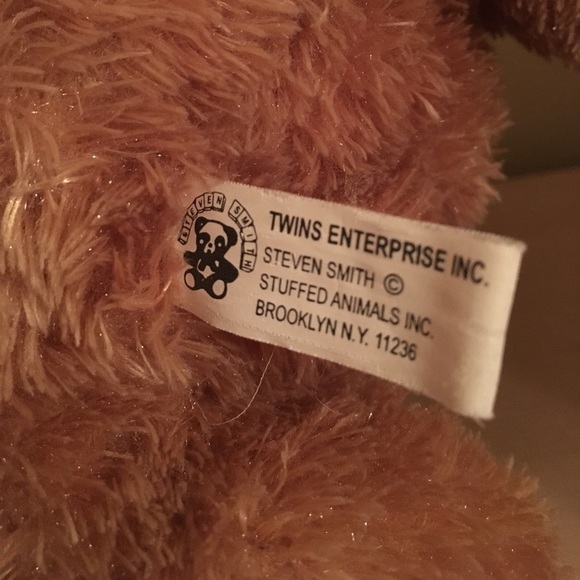 STEVEN SMITH
TWINS ENTERPRISE INC.
STEVEN SMITH ©
STUFFED ANIMALS INC.
BROOKLYN N.Y. 11236